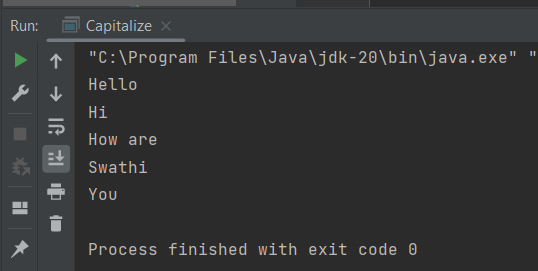 Run: Capitalize
"C:\Program Files\Java\jdk-20\bin\java.exe" "
Hello
Hi
How are
Swathi
You
Process finished with exit code 0